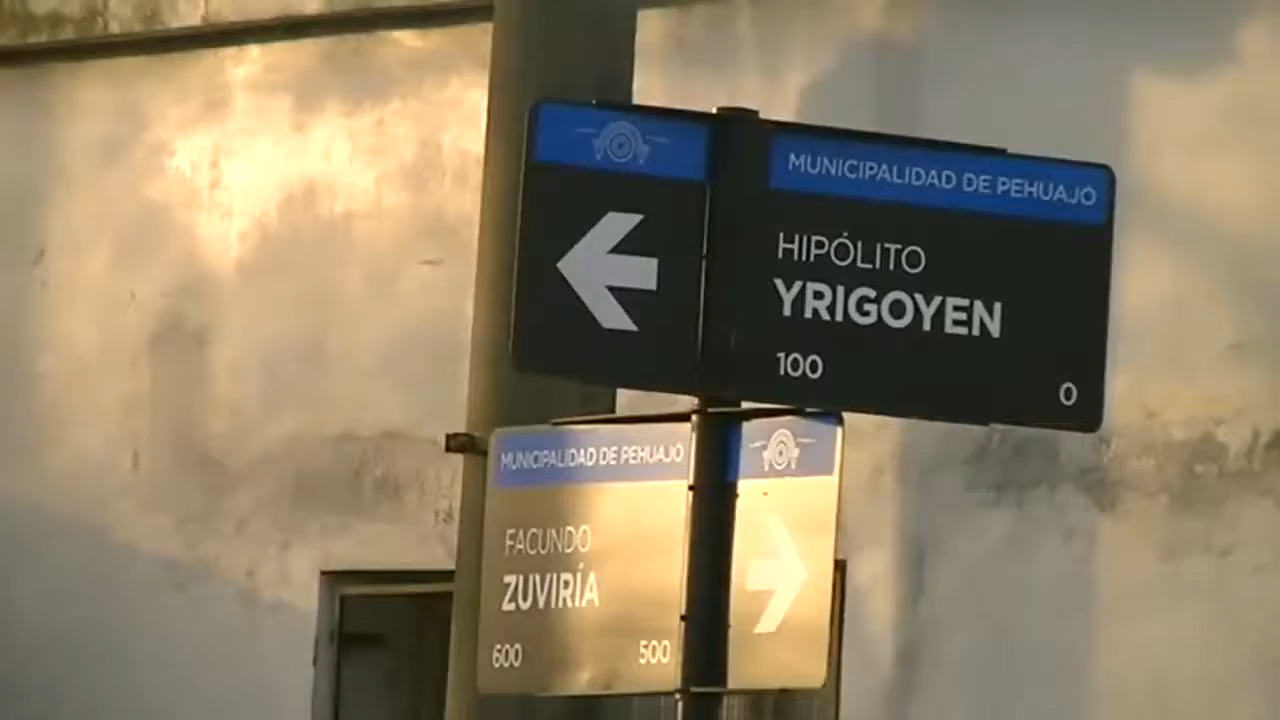 MUNICIPALIDAD DE PEHUAJO
HIPÓLITO
YRIGOYEN
100 0
MUNICIPALIDAD DE PEHUAJO
FACUNDO
ZUVIRÍA
600 500